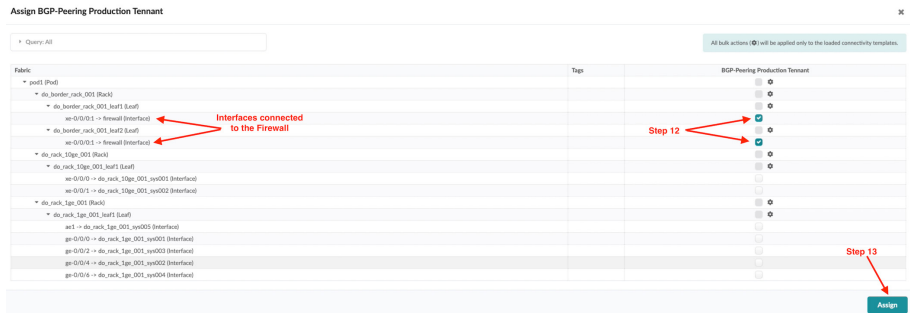 Assign BGP-Peering Production Tennant
Query: All
All bulk actions ( ) will be applied only to the loaded connectivity templates.
Fabric Tags BGP-Peering Production Tennant
pod1 (Pod)
do_border_rack_001 (Rack)
do_border_rack_001_leaf1 (Leaf)
xe-0/0/0:1 -> firewall (Interface)
Interfaces connected
to the Firewall
do_border_rack_001_leaf2 (Leaf)
Step 12
xe-0/0/0:1 -> firewall (Interface)
do_rack_10ge_001 (Rack)
do_rack_10ge_001_leaf1 (Leaf)
xe-0/0/0 -> do_rack_10ge_001_sys001 (Interface)
xe-0/0/1 -> do_rack_10ge_001_sys002 (Interface)
do_rack_1ge_001 (Rack)
do_rack_1ge_001_leaf1 (Leaf)
ae1 -> do_rack_1ge_001_sys005 (Interface)
ge-0/0/0 -> do_rack_1ge_001_sys001 (Interface)
ge-0/0/2 -> do_rack_1ge_001_sys003 (Interface)
ge-0/0/4 -> do_rack_1ge_001_sys002 (Interface)
ge-0/0/6 -> do_rack_1ge_001_sys004 (Interface)
Step 13
Assign